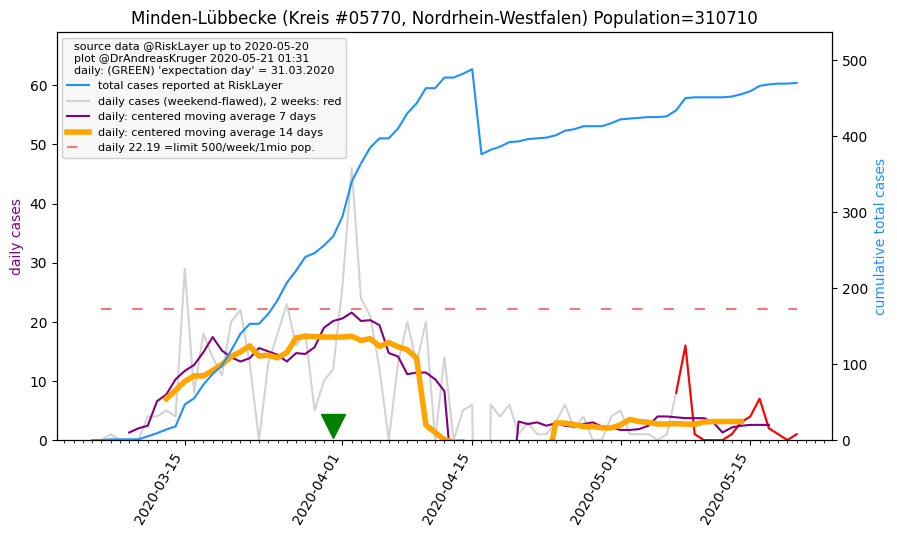 Minden-Lübbecke (Kreis #05770, Nordrhein-Westfalen) Population=310710
source data @RiskLayer up to 2020-05-20
plot @DrAndreasKruger 2020-05-21 01:31
daily: (GREEN) 'expectation day' = 31.03.2020
total cases reported at RiskLayer
daily cases (weekend-flawed), 2 weeks: red
daily: centered moving average 7 days
daily: centered moving average 14 days
daily 22.19 =limit 500/week/1mio pop.
daily cases
60
50
40
30
20
10
0
cumulative total cases
500
400
300
200
100
0
2020-03-15
2020-04-01
2020-04-15
2020-05-01
2020-05-15